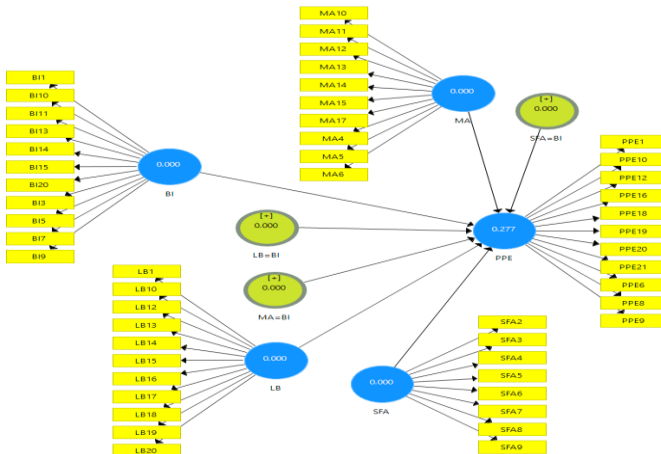 MA10
MA11
MA12
MA13
MA14
MA15
MA17
MA4
MA5
MA6
0.000
MA
[+]
0.000
SFA=BI
BI1
BI10
BI11
BI13
BI14
BI15
BI20
BI3
BI5
BI7
BI9
0.000
BI
[+]
0.000
LB=BI
[+]
0.000
MA=BI
0.277
PPE
PPE1
PPE10
PPE12
PPE16
PPE18
PPE19
PPE20
PPE21
PPE6
PPE8
PPE9
LB1
LB10
LB12
LB13
LB14
LB15
LB16
LB17
LB18
LB19
LB20
0.000
LB
0.000
SFA
SFA2
SFA3
SFA4
SFA5
SFA6
SFA7
SFA8
SFA9